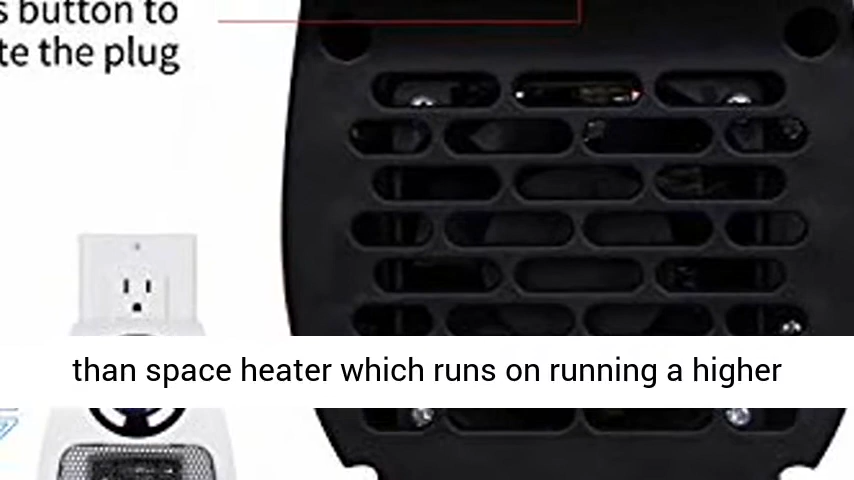 s button to
te the plug
than space heater which runs on running a higher